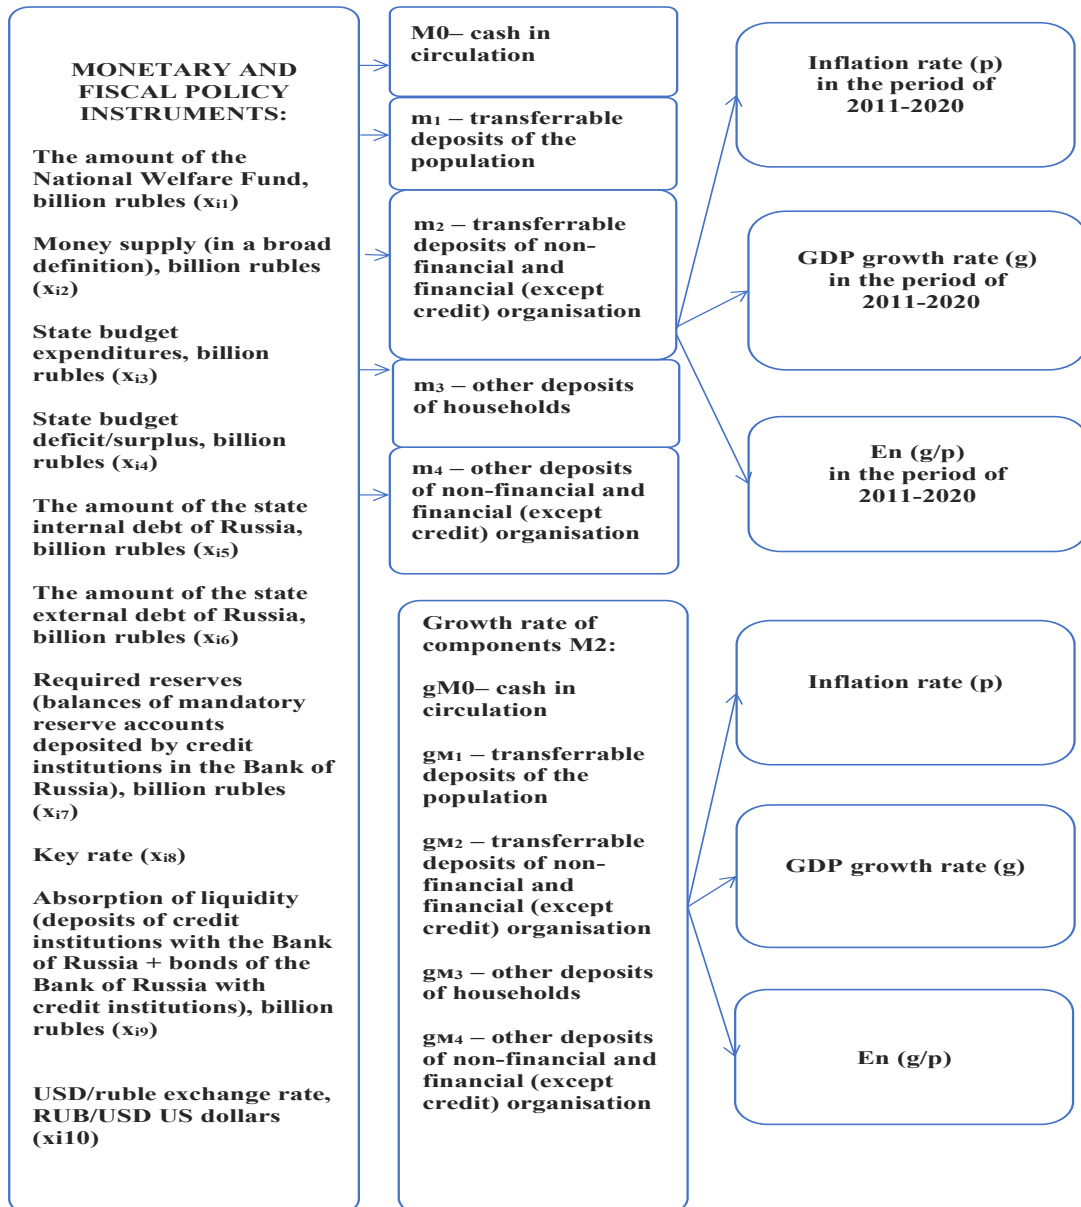 MONETARY AND
FISCAL POLICY
INSTRUMENTS:
The amount of the
National Welfare Fund,
billion rubles (xi1)
Money supply (in a broad
definition), billion rubles
(xi2)
State budget
expenditures, billion
rubles (xi3)
State budget
deficit/surplus, billion
rubles (xi4)
The amount of the state
internal debt of Russia,
billion rubles (xi5)
The amount of the state
external debt of Russia,
billion rubles (xi6)
Required reserves
(balances of mandatory
reserve accounts
deposited by credit
institutions in the Bank of
Russia), billion rubles
(xi7)
Key rate (xi8)
Absorption of liquidity
(deposits of credit
institutions with the Bank
of Russia + bonds of the
Bank of Russia with
credit institutions), billion
rubles (xi9)
USD/ruble exchange rate,
RUB/USD US dollars
(xi10)
M0– cash in
circulation
m1 – transferrable
deposits of the
population
m2 – transferrable
deposits of non-
financial and
financial (except
credit) organisation
m3 – other deposits
of households
m4 – other deposits
of non-financial and
financial (except
credit) organisation
Growth rate of
components M2:
gM0– cash in
circulation
gM1 – transferrable
deposits of the
population
gM2 – transferrable
deposits of non-
financial and
financial (except
credit) organisation
gM3 – other deposits
of households
gM4 – other deposits
of non-financial and
financial (except
credit) organisation
Inflation rate (p)
in the period of
2011-2020
GDP growth rate (g)
in the period of
2011-2020
En (g/p)
in the period of
2011-2020
Inflation rate (p)
GDP growth rate (g)
En (g/p)